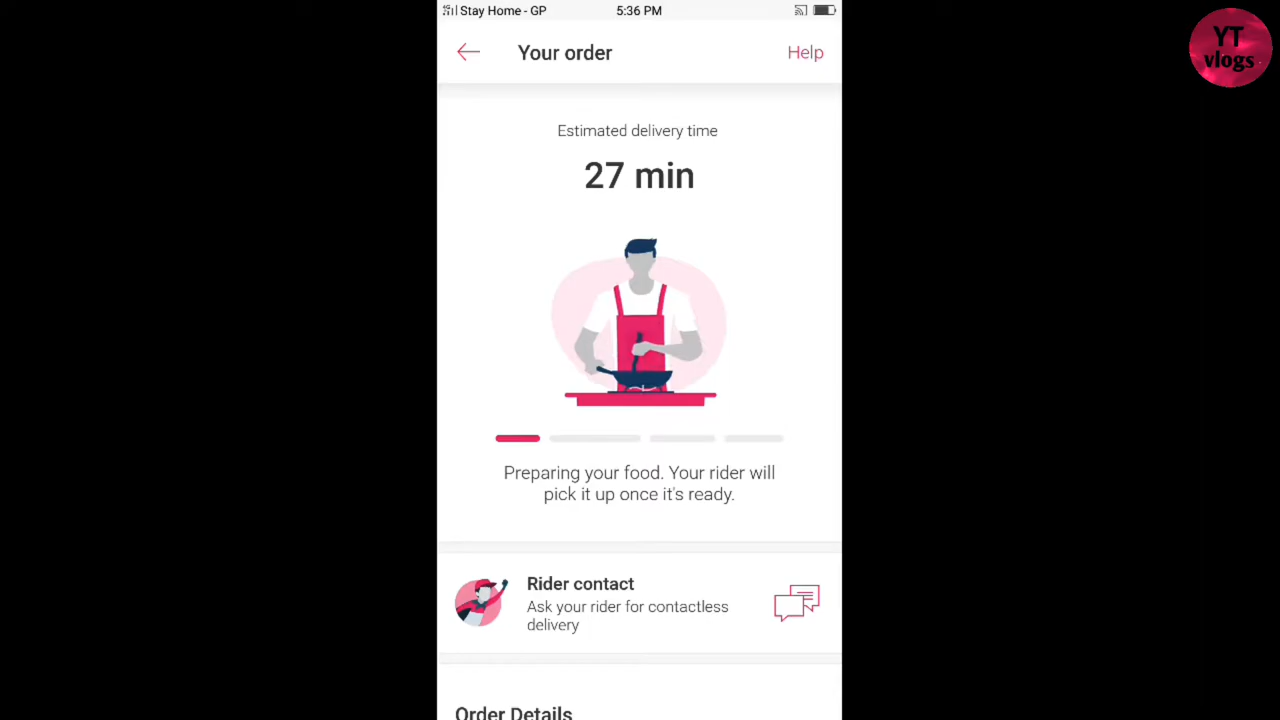 Stay Home - GP
5:36 PM
YT
vlogs
Your order
Help
Estimated delivery time
27 min
Preparing your food. Your rider will
pick it up once it's ready.
Rider contact
Ask your rider for contactless
delivery
Order Details